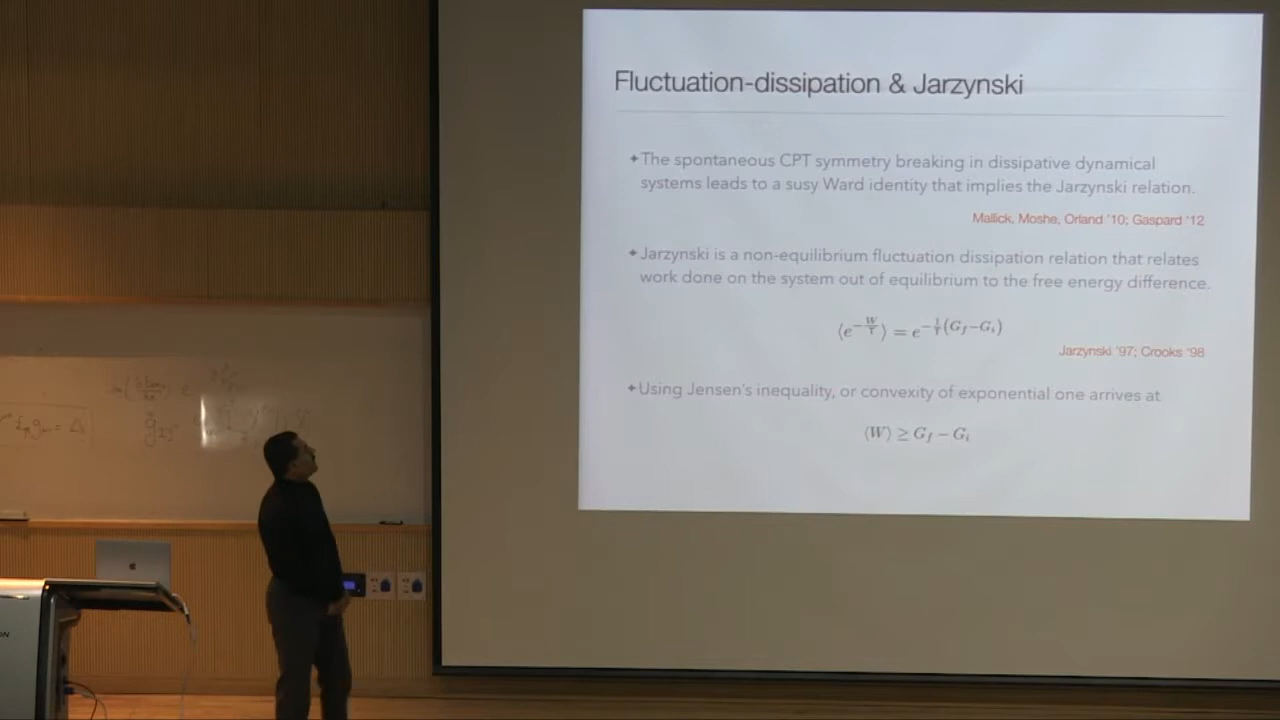 Fluctuation-dissipation & Jarzynski
✦ The spontaneous CPT symmetry breaking in dissipative dynamical
systems leads to a susy Ward identity that implies the Jarzynski relation.
Mallick, Moshe, Orland '10; Gaspard '12
✦ Jarzynski is a non-equilibrium fluctuation dissipation relation that relates
work done on the system out of equilibrium to the free energy difference.
⟨e^{-W/T}⟩ = e^{-1/T(G_f-G_i)}
Jarzynski '97; Crooks '98
✦ Using Jensen's inequality, or convexity of exponential one arrives at
⟨W⟩ ≥ G_f − G_i